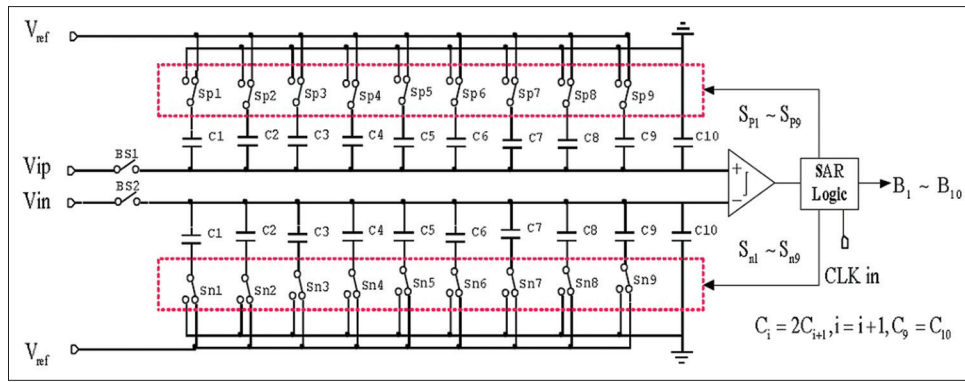 Vref
Sp1 Sp2 Sp3 Sp4 Sp5 Sp6 Sp7 Sp8 Sp9
SP1 ~ SP9
C1 C2 C3 C4 C5 C6 C7 C8 C9 C10
Vip
BS1
+
SAR
Logic
B1 ~ B10
Vin
BS2
−
C1 C2 C3 C4 C5 C6 C7 C8 C9 C10
Sn1 ~ Sn9
CLK in
Sn1 Sn2 Sn3 Sn4 Sn5 Sn6 Sn7 Sn8 Sn9
Ci = 2Ci+1, i = i+1, C9 = C10
Vref